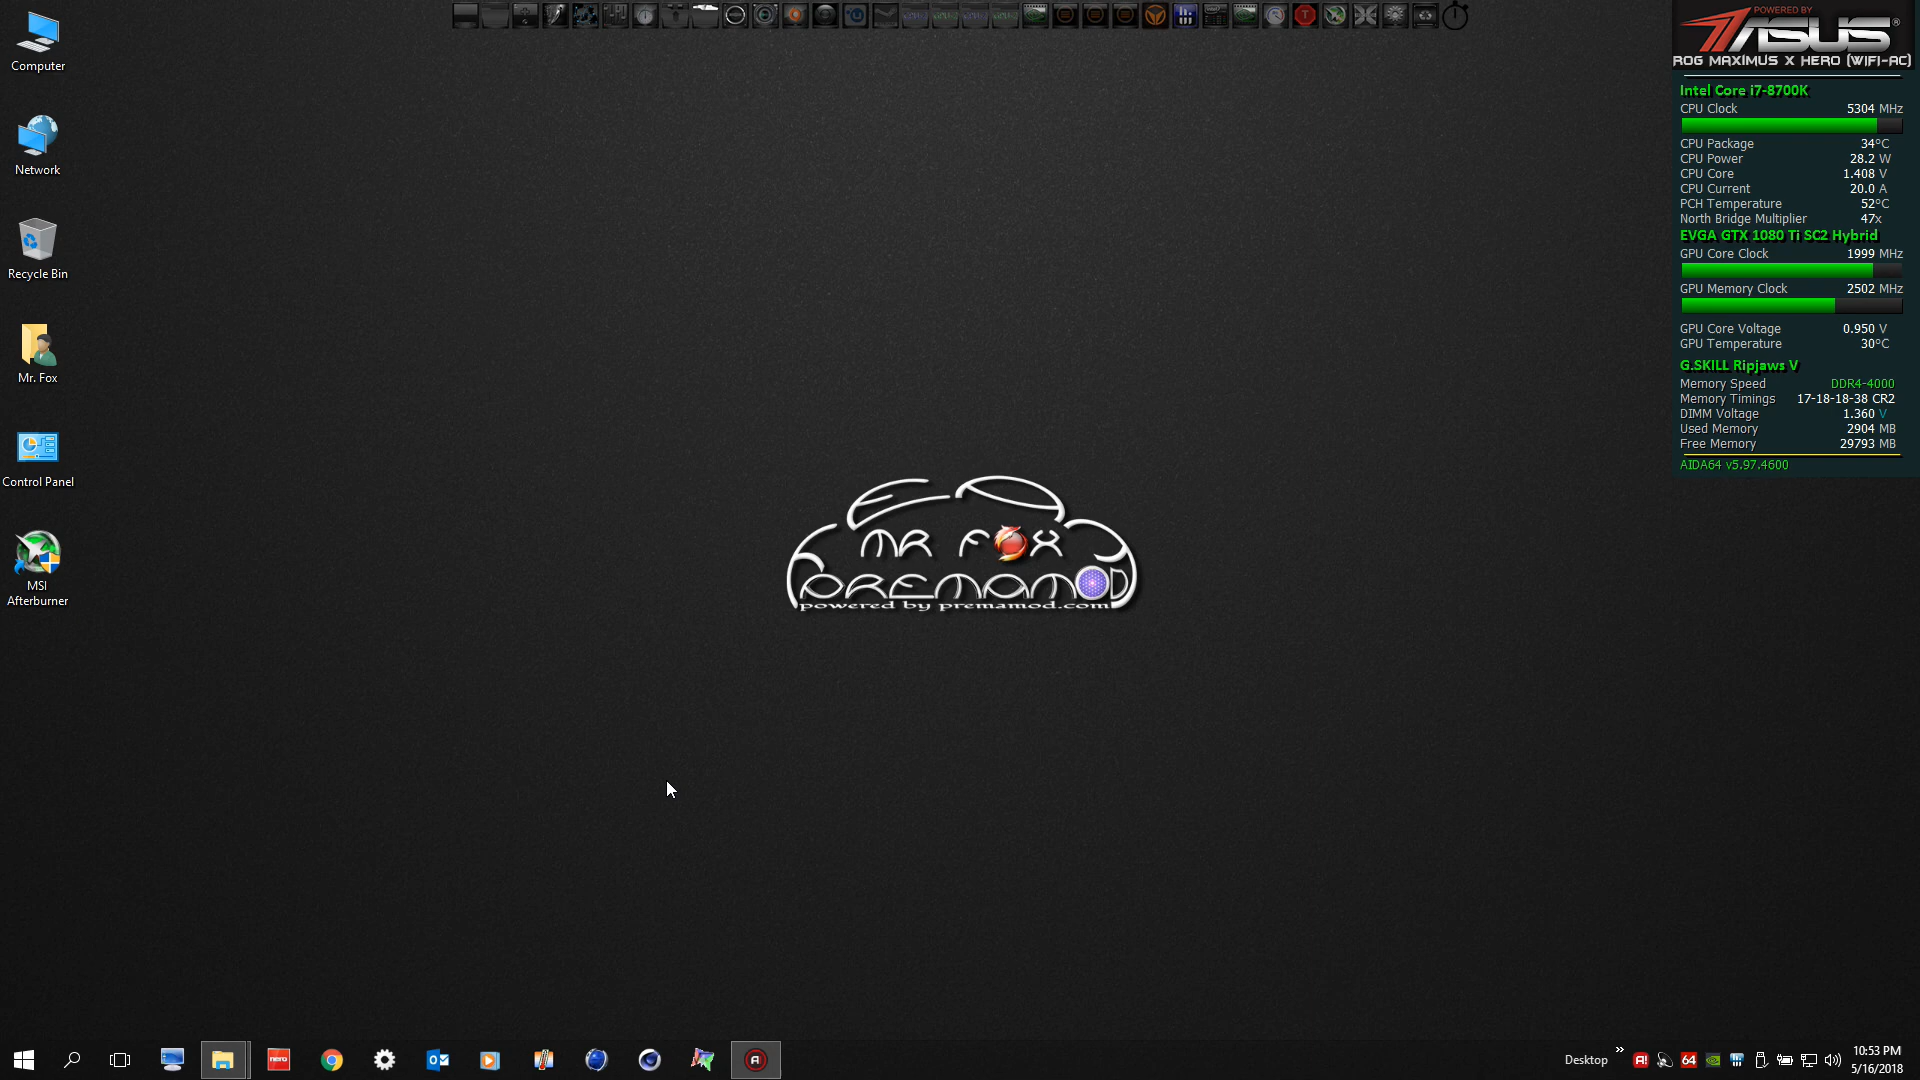 Computer
Network
Recycle Bin
Mr. Fox
Control Panel
MSI
Afterburner
POWERED BY
ASUS®
ROG MAXIMUS X HERO (WIFI-AC)
Intel Core i7-8700K
CPU Clock 5304 MHz
CPU Package 34°C
CPU Power 28.2 W
CPU Core 1.408 V
CPU Current 20.0 A
PCH Temperature 52°C
North Bridge Multiplier 47x
EVGA GTX 1080 Ti SC2 Hybrid
GPU Core Clock 1999 MHz
GPU Memory Clock 2502 MHz
GPU Core Voltage 0.950 V
GPU Temperature 30°C
G.SKILL Ripjaws V
Memory Speed DDR4-4000
Memory Timings 17-18-18-38 CR2
DIMM Voltage 1.360 V
Used Memory 2904 MB
Free Memory 29793 MB
AIDA64 v5.97.4600
MR FOX
PREMAMOD
powered by premamod.com
nero
Desktop
64
10:53 PM
5/16/2018